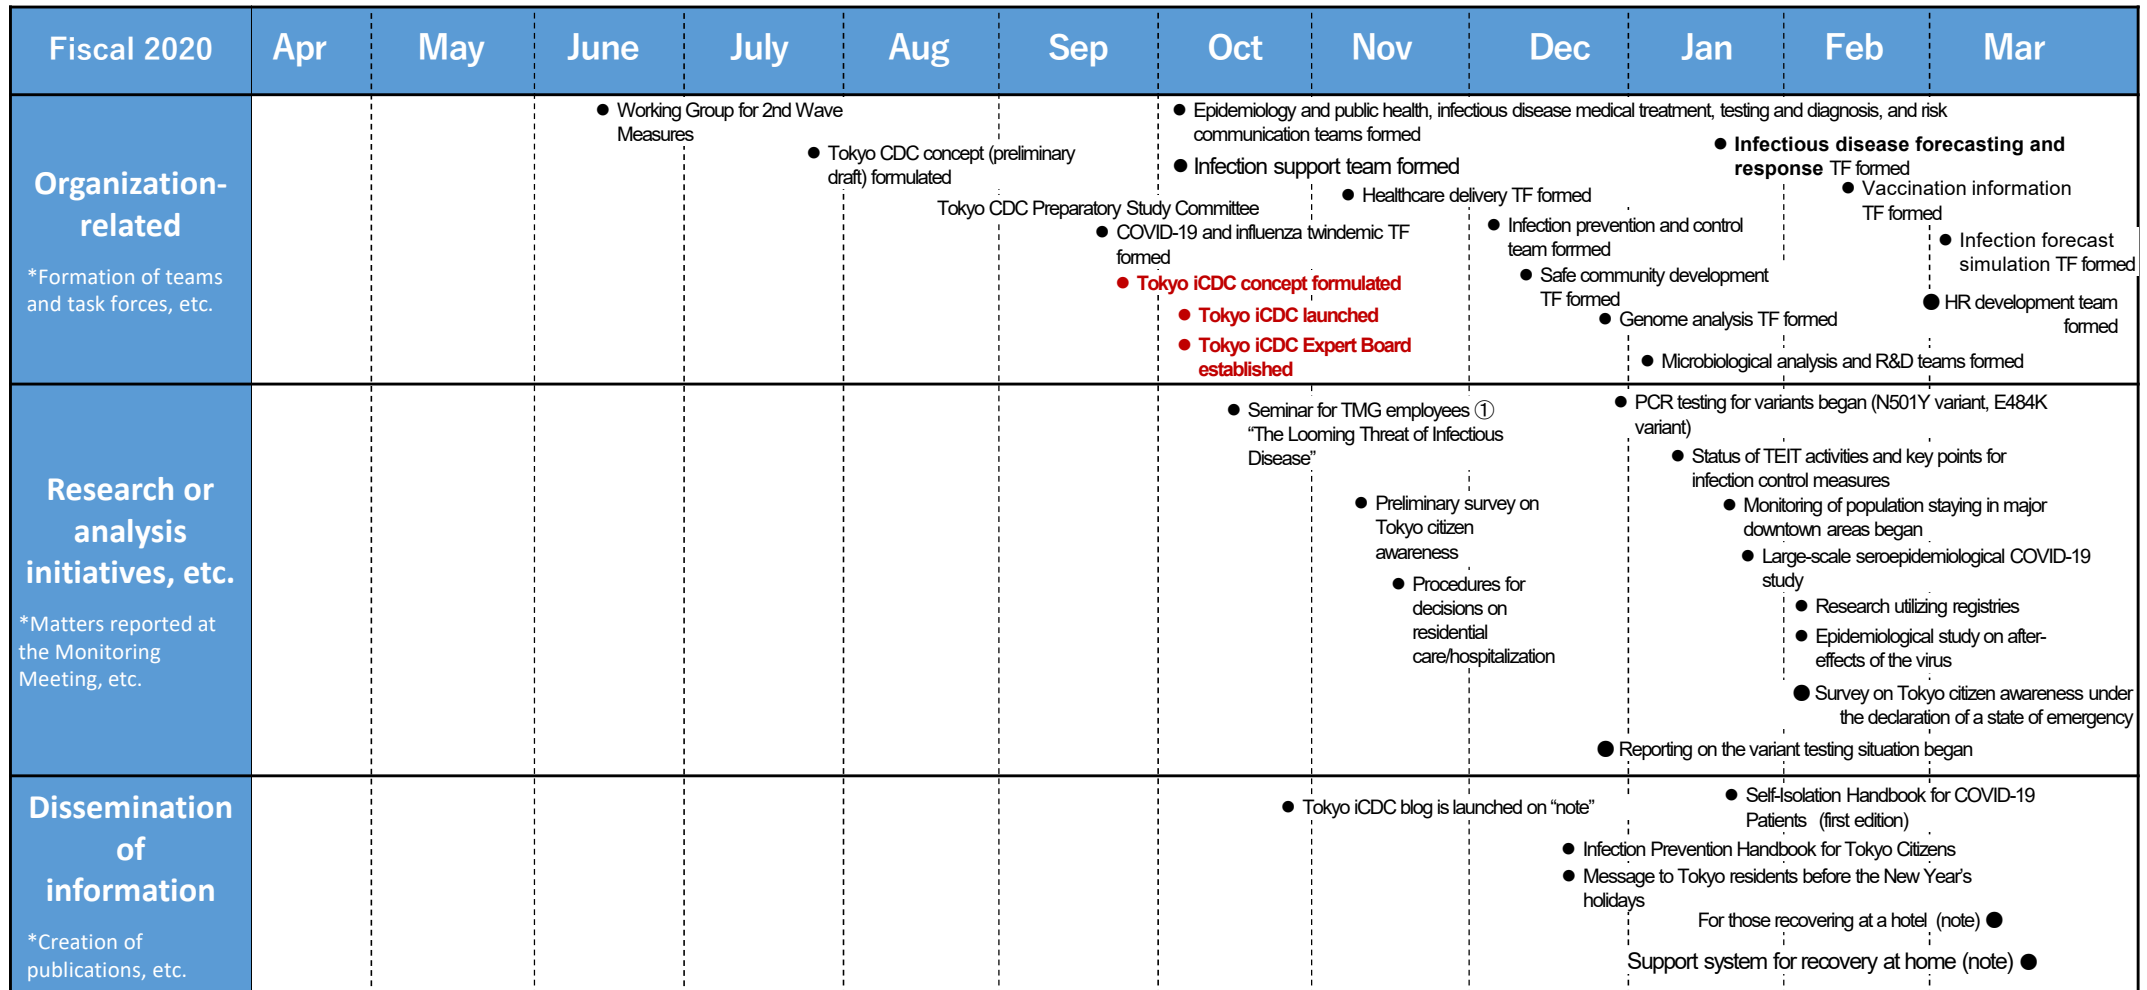 Fiscal 2020
Apr
May
June
July
Aug
Sep
Oct
Nov
Dec
Jan
Feb
Mar
Organization-
related
*Formation of teams
and task forces, etc.
● Working Group for 2nd Wave
Measures
● Tokyo CDC concept (preliminary
draft) formulated
Tokyo CDC Preparatory Study Committee
● COVID-19 and influenza twindemic TF
formed
● Tokyo iCDC concept formulated
● Tokyo iCDC launched
● Tokyo iCDC Expert Board
established
● Epidemiology and public health, infectious disease medical treatment, testing and diagnosis, and risk
communication teams formed
● Infection support team formed
● Healthcare delivery TF formed
● Infection prevention and control
team forrmed
● Safe community development
TF formed
● Genome analysis TF formed
● Microbiological analysis and R&D teams formed
● Infectious disease forecasting and
response TF formed
● Vaccination information
TF formed
● Infection forecast
simulation TF formed
● HR development team
formed
Research or
analysis
initiatives, etc.
*Matters reported at
the Monitoring
Meeting, etc.
● Seminar for TMG employees ①
“The Looming Threat of Infectious
Disease”
● Preliminary survey on
Tokyo citizen
awareness
● Procedures for
decisions on
residential
care/hospitalization
● PCR testing for variants began (N501Y variant, E484K
variant)
● Status of TEIT activities and key points for
infection control measures
● Monitoring of population staying in major
downtown areas began
● Large-scale seroepidemiological COVID-19
study
● Research utilizing registries
● Epidemiological study on after-
effects of the virus
● Survey on Tokyo citizen awareness under
the declaration of a state of emergency
● Reporting on the variant testing situation began
Dissemination
of
information
*Creation of
publications, etc.
● Tokyo iCDC blog is launched on “note”
● Self-Isolation Handbook for COVID-19
Patients (first edition)
● Infection Prevention Handbook for Tokyo Citizens
● Message to Tokyo residents before the New Year’s
holidays
For those recovering at a hotel (note) ●
Support system for recovery at home (note) ●